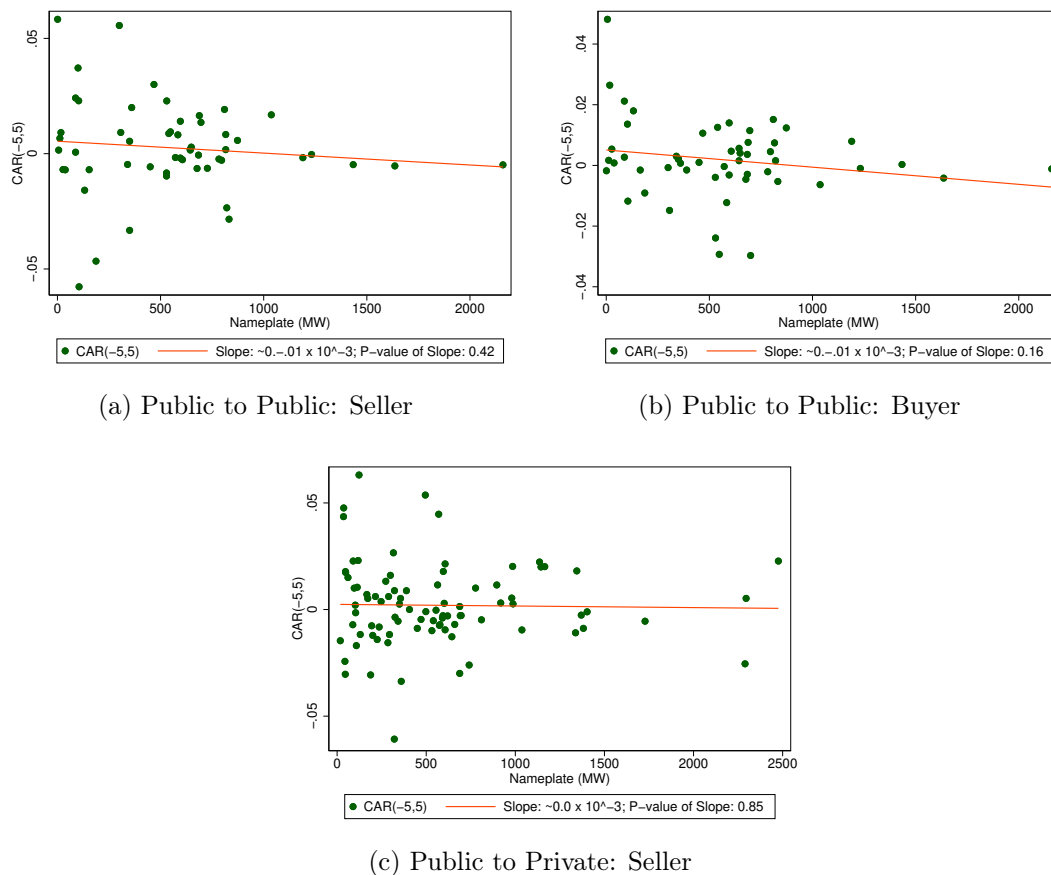 .05
0
-.05
CAR(-5,5)
0 500 1000 1500 2000
Nameplate (MW)
CAR(-5,5) Slope: ~0.-.01 x 10^-3; P-value of Slope: 0.42
(a) Public to Public: Seller
.04
.02
0
-.02
-.04
CAR(-5,5)
0 500 1000 1500 2000
Nameplate (MW)
CAR(-5,5) Slope: ~0.-.01 x 10^-3; P-value of Slope: 0.16
(b) Public to Public: Buyer
.05
0
-.05
CAR(-5,5)
0 500 1000 1500 2000 2500
Nameplate (MW)
CAR(-5,5) Slope: ~0.0 x 10^-3; P-value of Slope: 0.85
(c) Public to Private: Seller